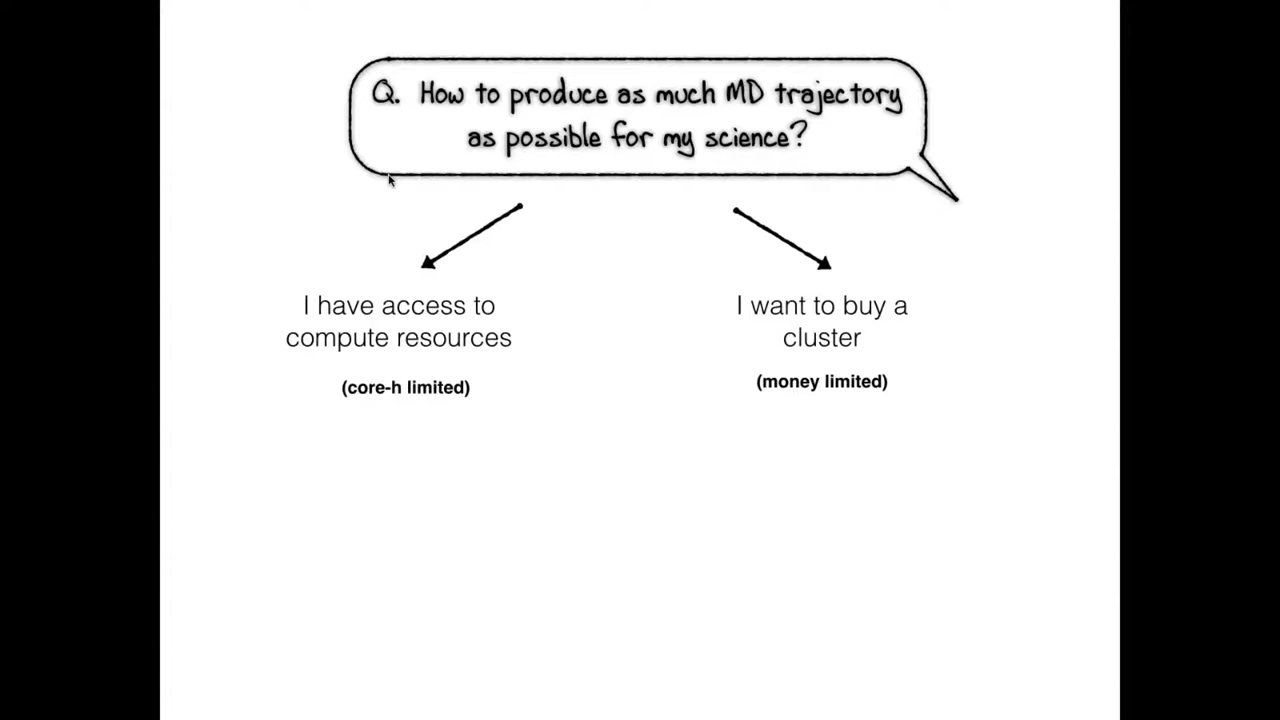 Q. How to produce as much MD trajectory
as possible for my science?
I have access to
compute resources
(core-h limited)
I want to buy a
cluster
(money limited)